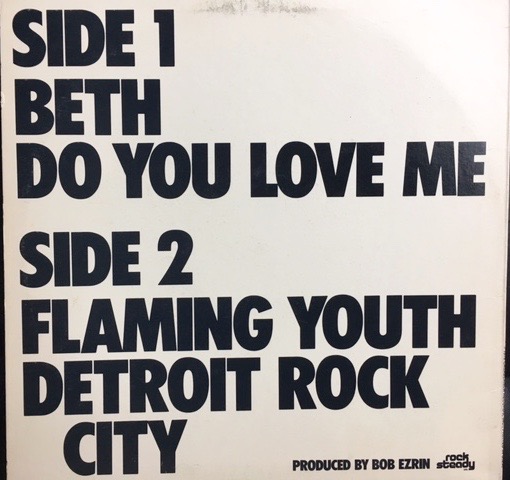 SIDE 1
BETH
DO YOU LOVE ME
SIDE 2
FLAMING YOUTH
DETROIT ROCK
CITY
PRODUCED BY BOB EZRIN rock steady